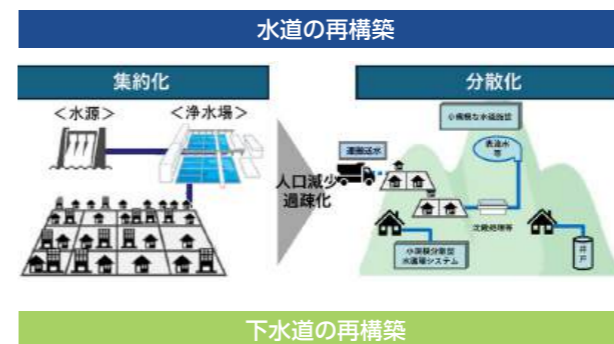 水道の再構築
集約化
分散化
<水源>
<浄水場>
小規模な水道施設
運搬送水
表流水
等
人口減少
過疎化
沈殿処理等
小規模分散型
水循環システム
井戸
下水道の再構築